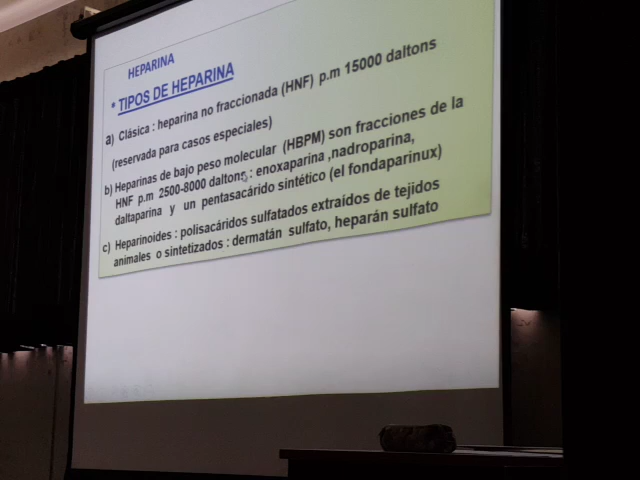 HEPARINA
• TIPOS DE HEPARINA
a) Clásica : heparina no fraccionada (HNF) p.m 15000 daltons
(reservada para casos especiales)
b) Heparinas de bajo peso molecular (HBPM) son fracciones de la
HNF p.m 2500-8000 daltons : enoxaparina ,nadroparina,
daltaparina y un pentasacárido sintético (el fondaparinux)
c) Heparinoides : polisacáridos sulfatados extraídos de tejidos
animales o sintetizados : dermatán sulfato, heparán sulfato